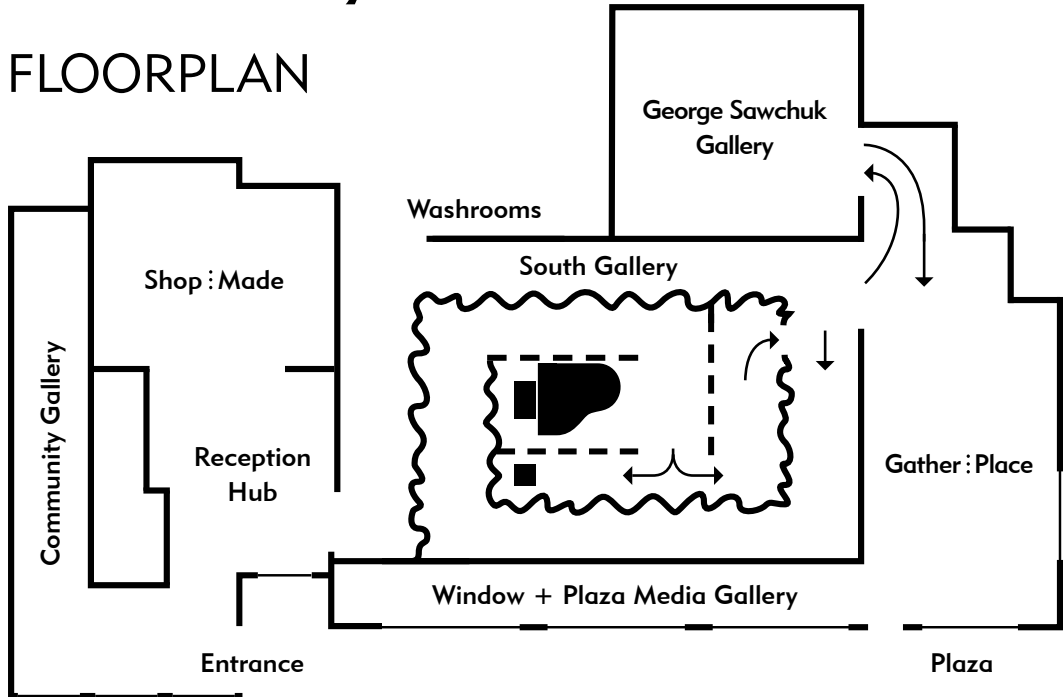 FLOORPLAN
George Sawchuk
Gallery
Washrooms
South Gallery
Shop⋮Made
Community Gallery
Reception
Hub
Gather⋮Place
Window + Plaza Media Gallery
Entrance
Plaza